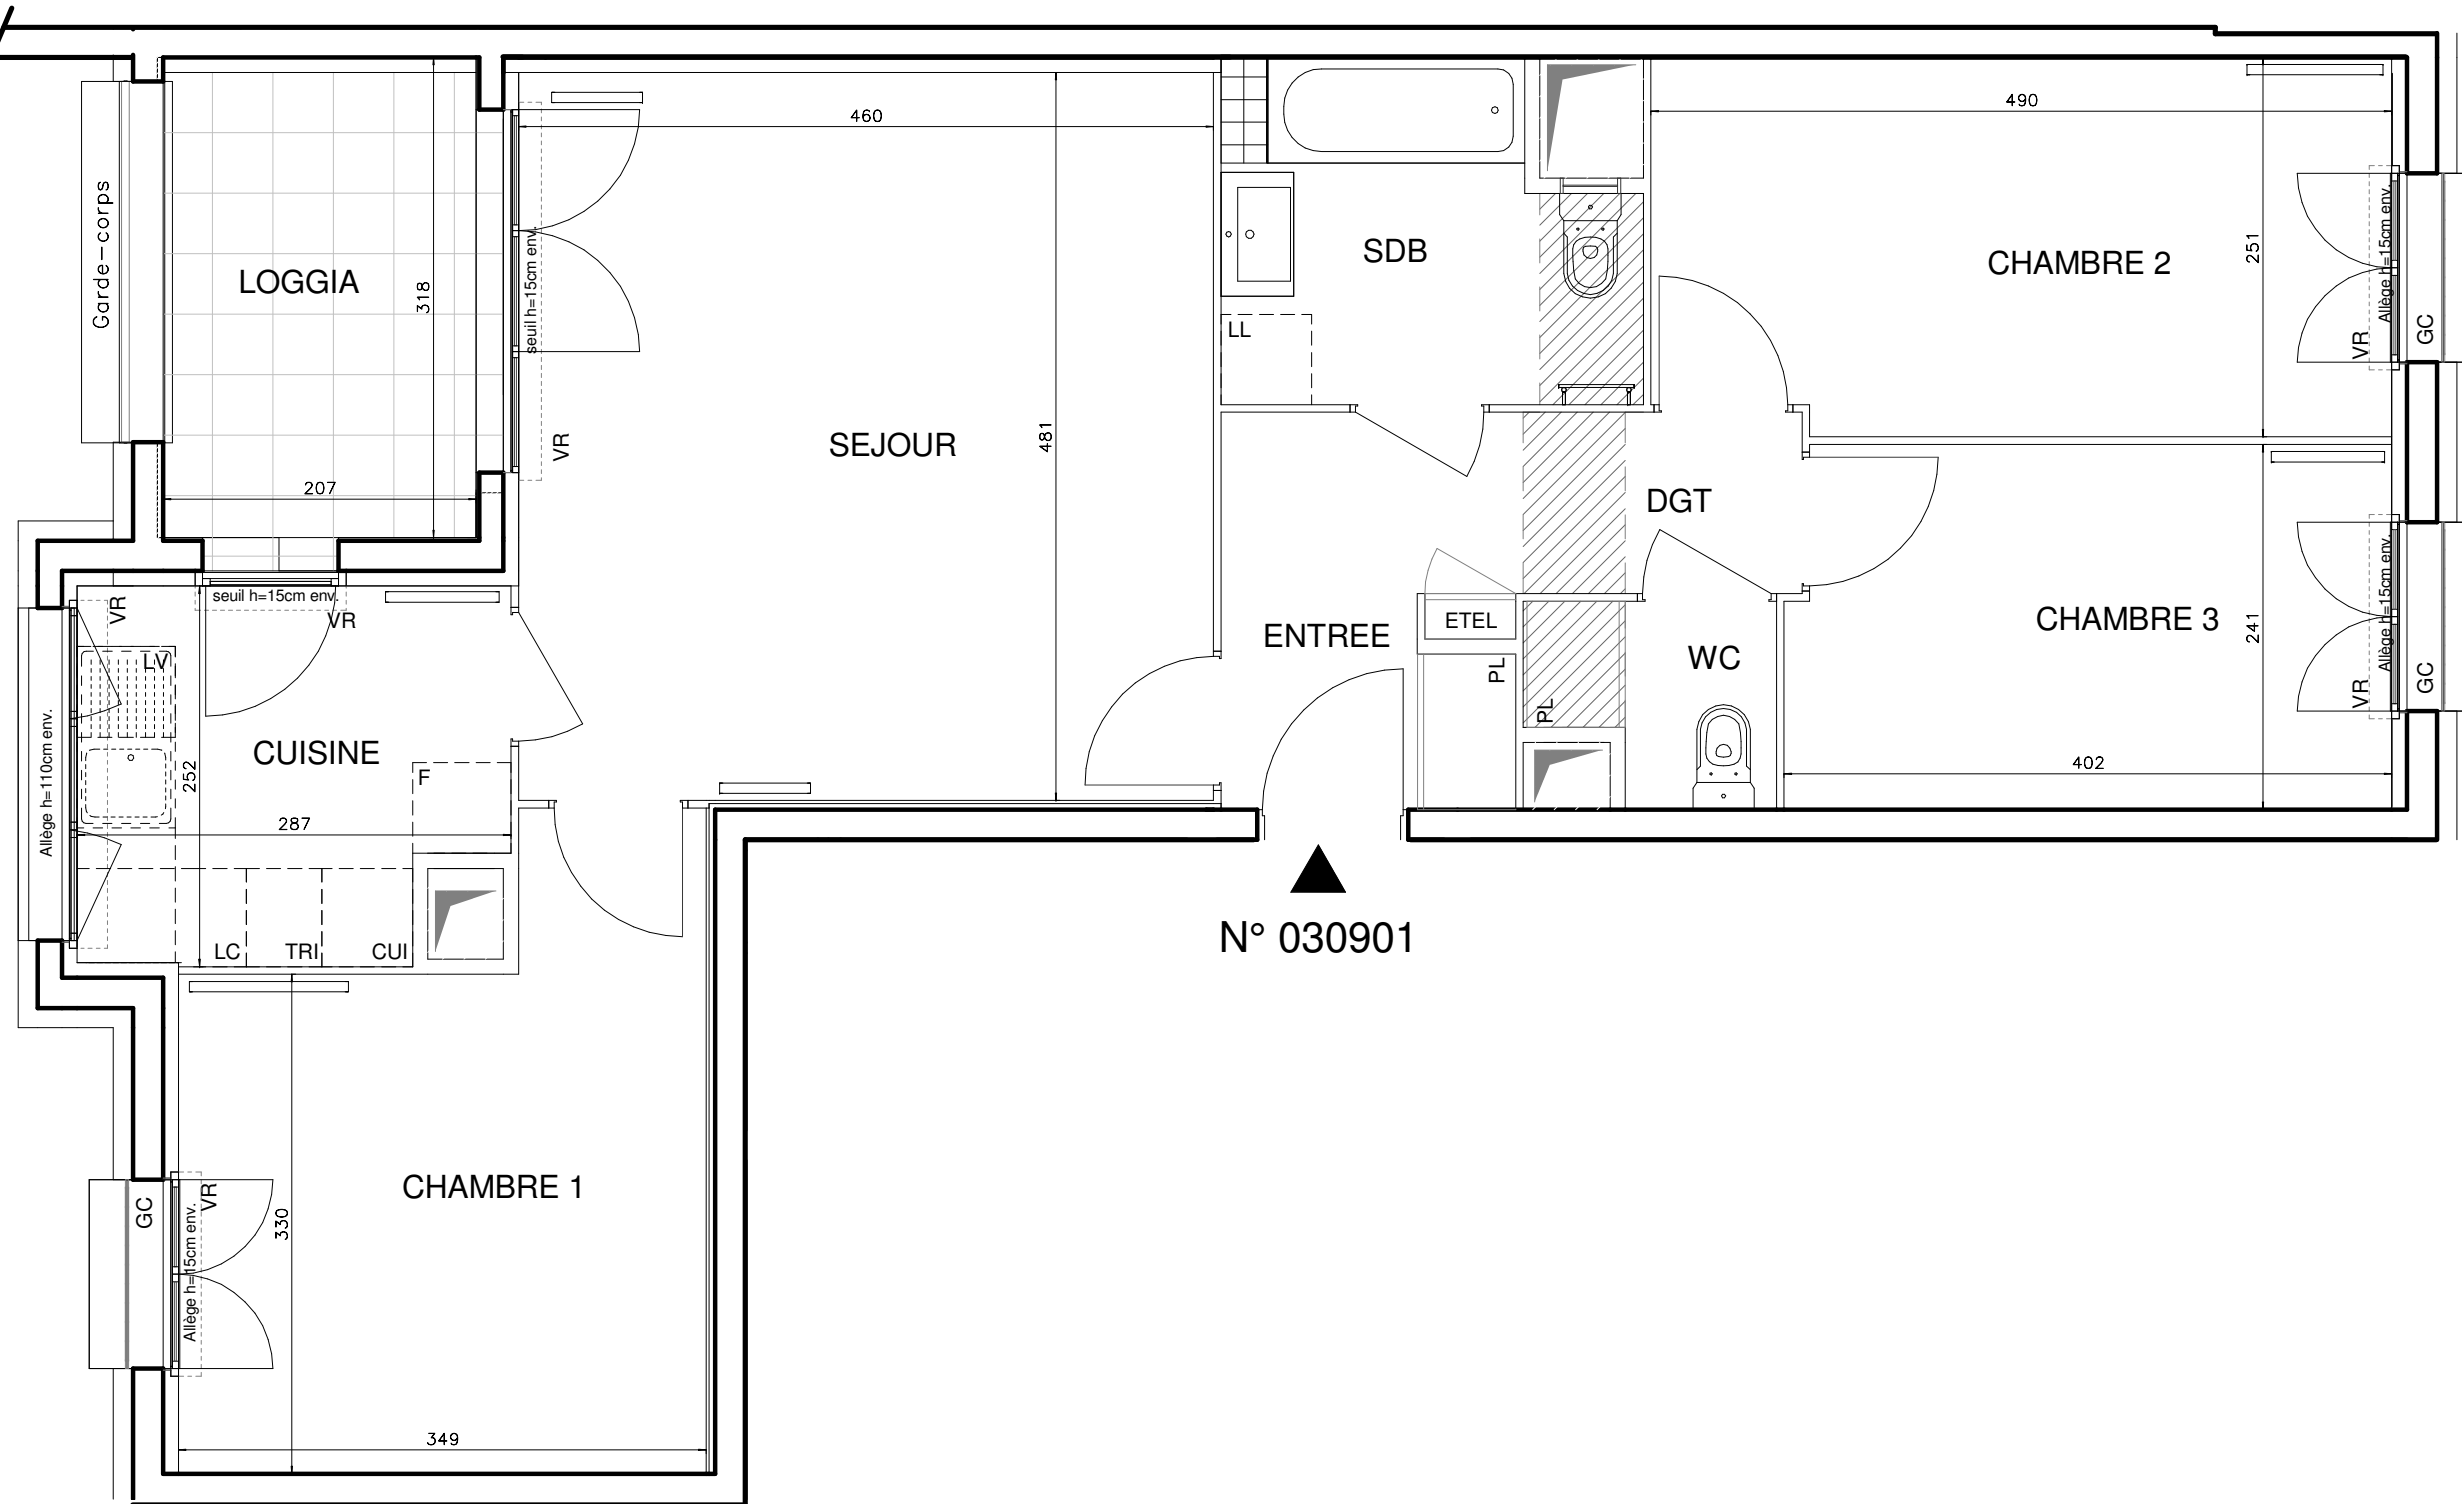 460
490
Garde-corps
LOGGIA
318
207
seuil h=15cm env.
VR
SEJOUR
481
SDB
LL
CHAMBRE 2
251
Allège h=15cm env.
VR
GC
DGT
ENTREE
ETEL
PL
PL
WC
CHAMBRE 3
241
402
Allège h=15cm env.
VR
GC
VR
seuil h=15cm env.
VR
LV
CUISINE
252
F
287
Allège h=110cm env.
LC
TRI
CUI
N° 030901
CHAMBRE 1
330
349
GC
VR
Allège h=15cm env.